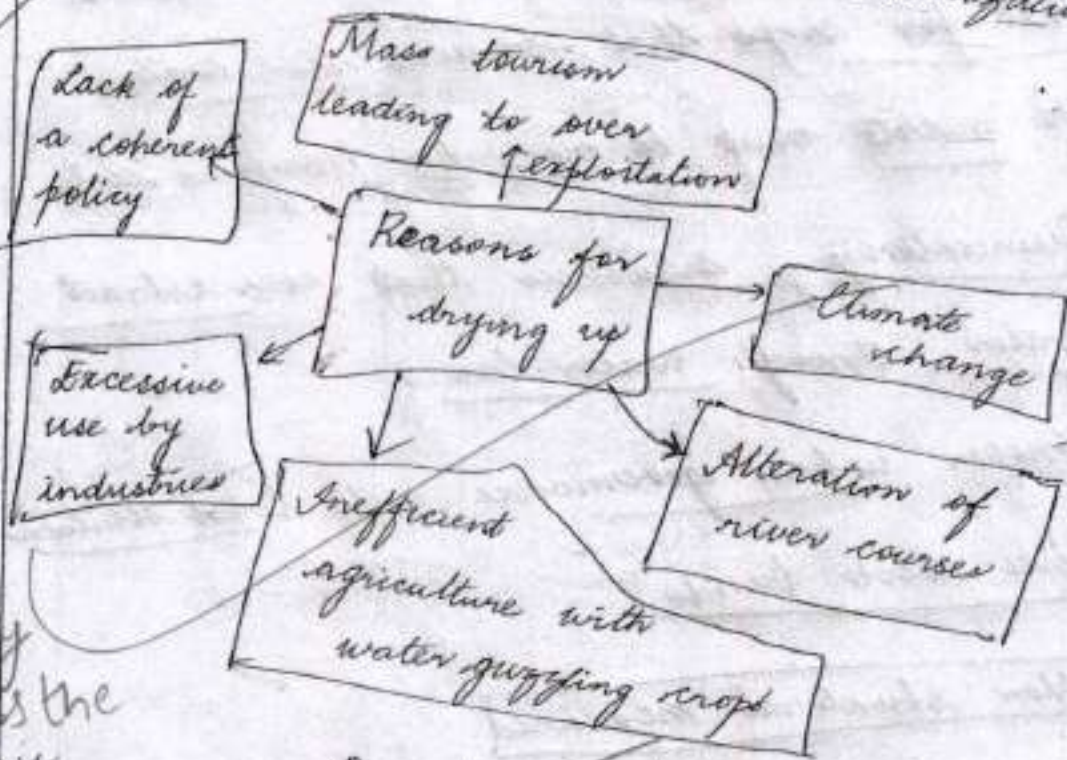 Lack of
a coherent
policy
Mass tourism
leading to over
exploitation
Reasons for
drying up
Climate
change
Excessive
use by
industries
Inefficient
agriculture with
water guzzling crops
Alteration of
river courses
s the